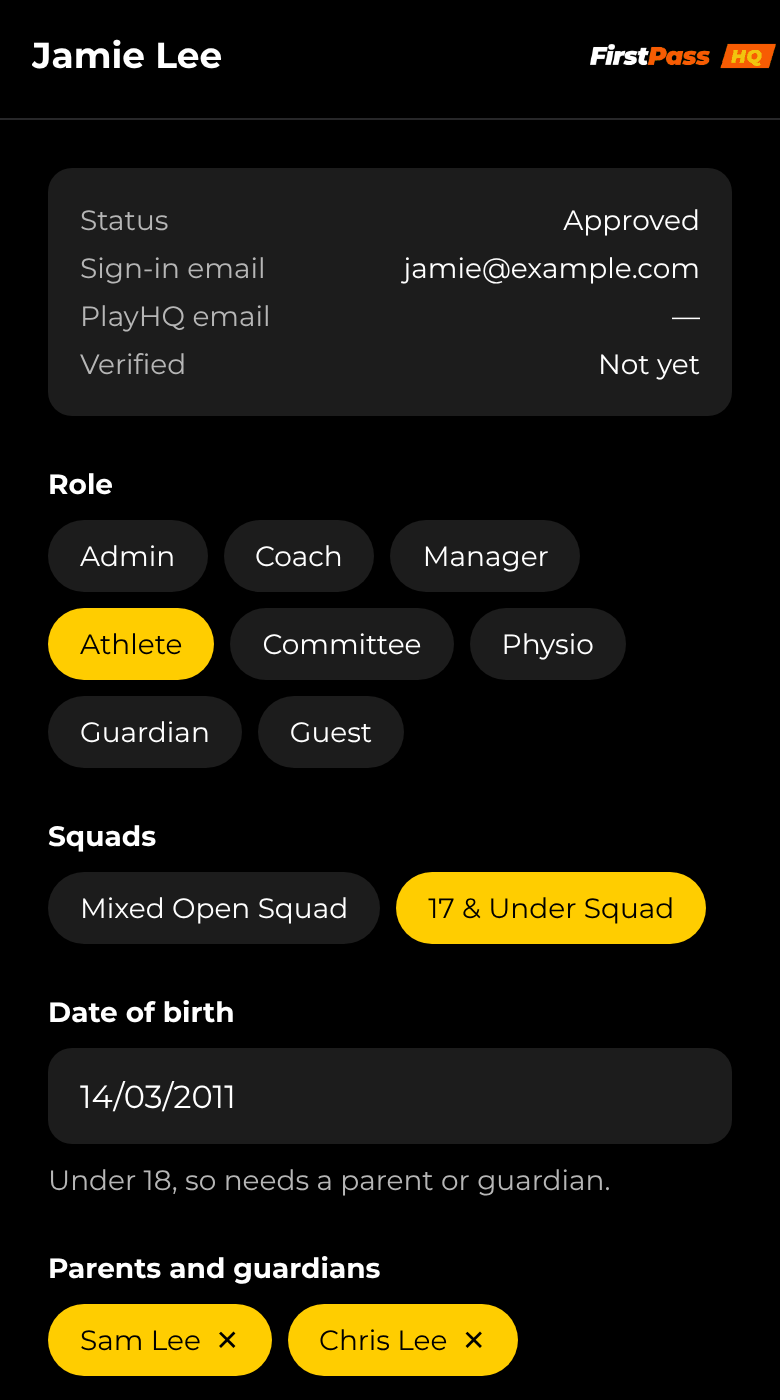 Jamie Lee FirstPass HQ
Status Approved
Sign-in email jamie@example.com
PlayHQ email —
Verified Not yet
Role
Admin Coach Manager
Athlete Committee Physio
Guardian Guest
Squads
Mixed Open Squad 17 & Under Squad
Date of birth
14/03/2011
Under 18, so needs a parent or guardian.
Parents and guardians
Sam Lee ✕ Chris Lee ✕